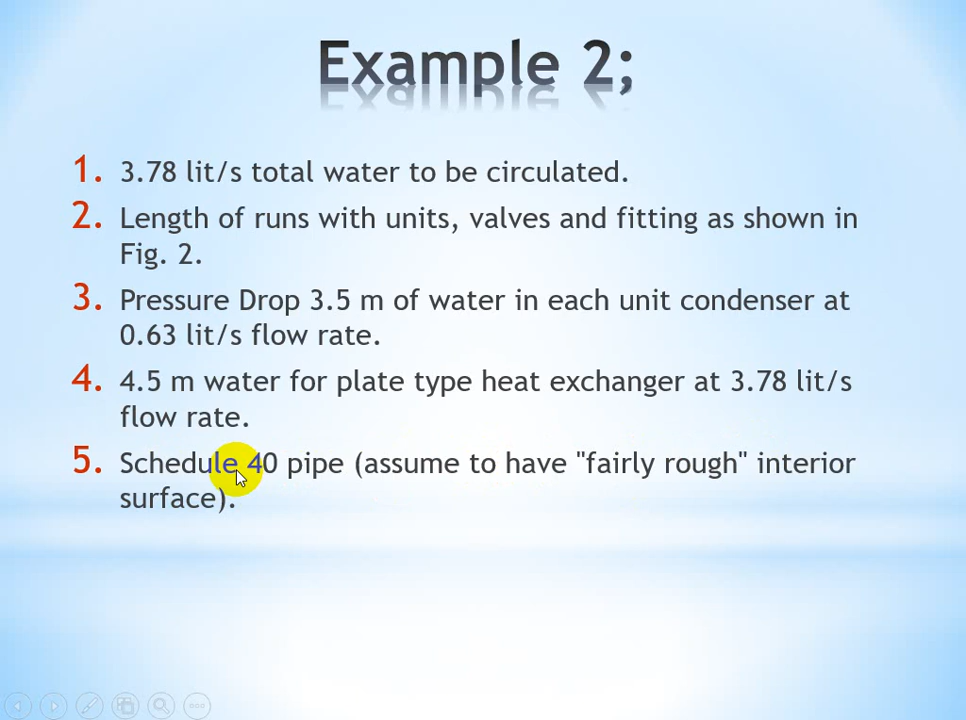 Example 2;
1. 3.78 lit/s total water to be circulated.
2. Length of runs with units, valves and fitting as shown in
Fig. 2.
3. Pressure Drop 3.5 m of water in each unit condenser at
0.63 lit/s flow rate.
4. 4.5 m water for plate type heat exchanger at 3.78 lit/s
flow rate.
5. Schedule 40 pipe (assume to have "fairly rough" interior
surface).